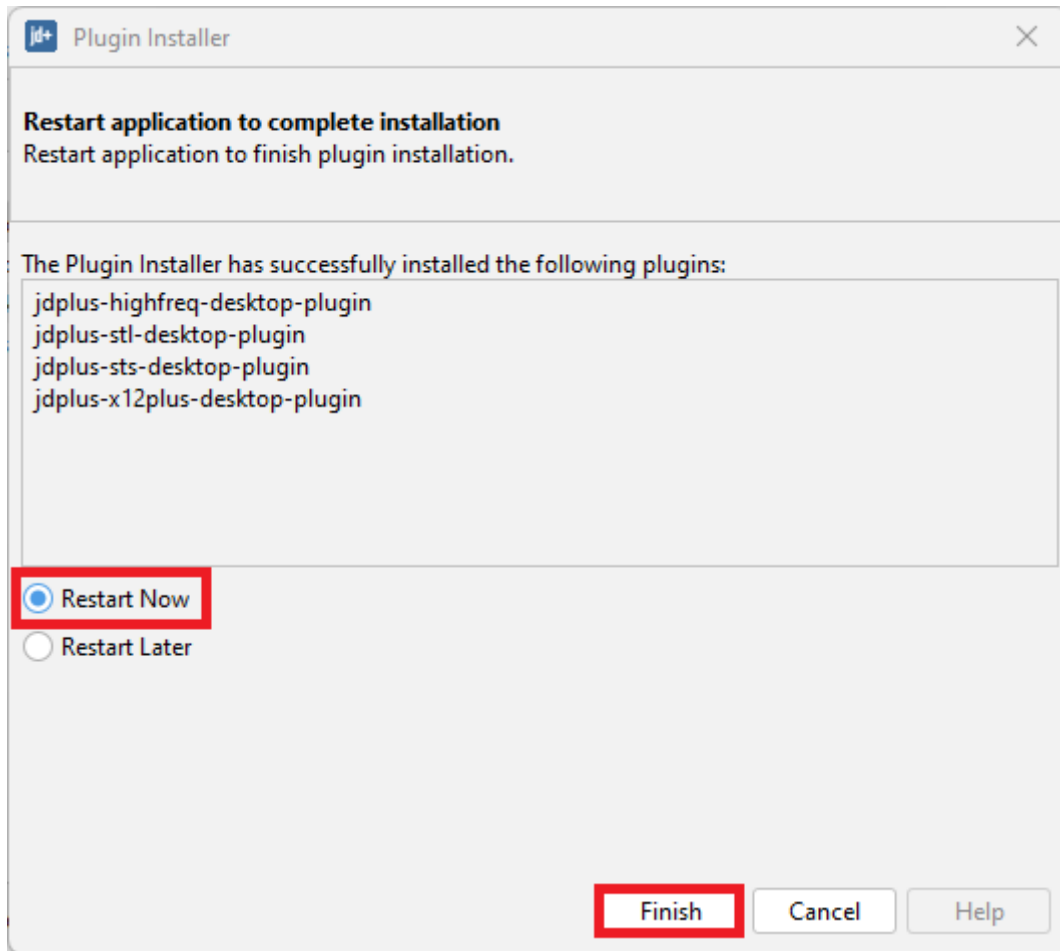 jd+ Plugin Installer
Restart application to complete installation
Restart application to finish plugin installation.
The Plugin Installer has successfully installed the following plugins:
jdplus-highfreq-desktop-plugin
jdplus-stl-desktop-plugin
jdplus-sts-desktop-plugin
jdplus-x12plus-desktop-plugin
Restart Now
Restart Later
Finish Cancel Help